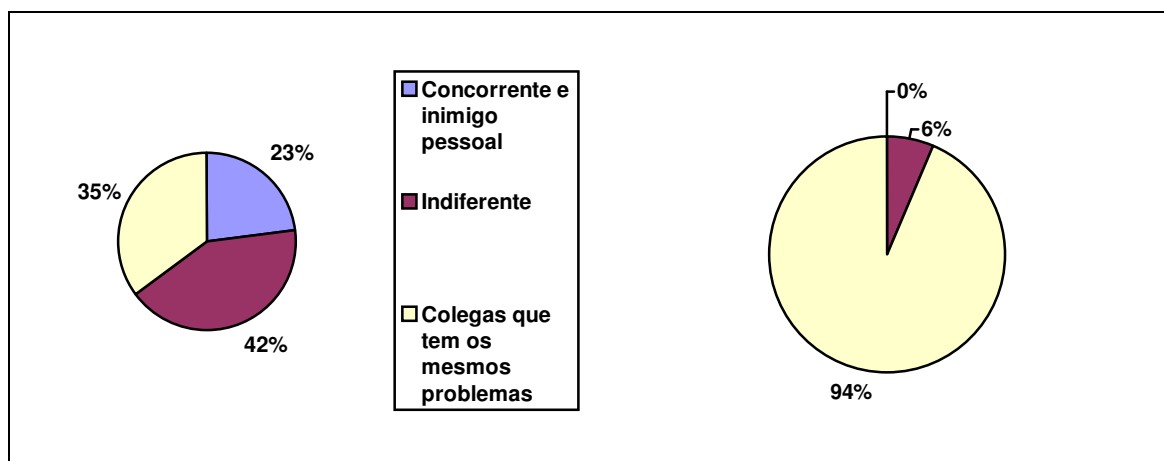 23%
35%
42%
Concorrente e
inimigo
pessoal
Indiferente
Colegas que
tem os
mesmos
problemas
0%
6%
94%